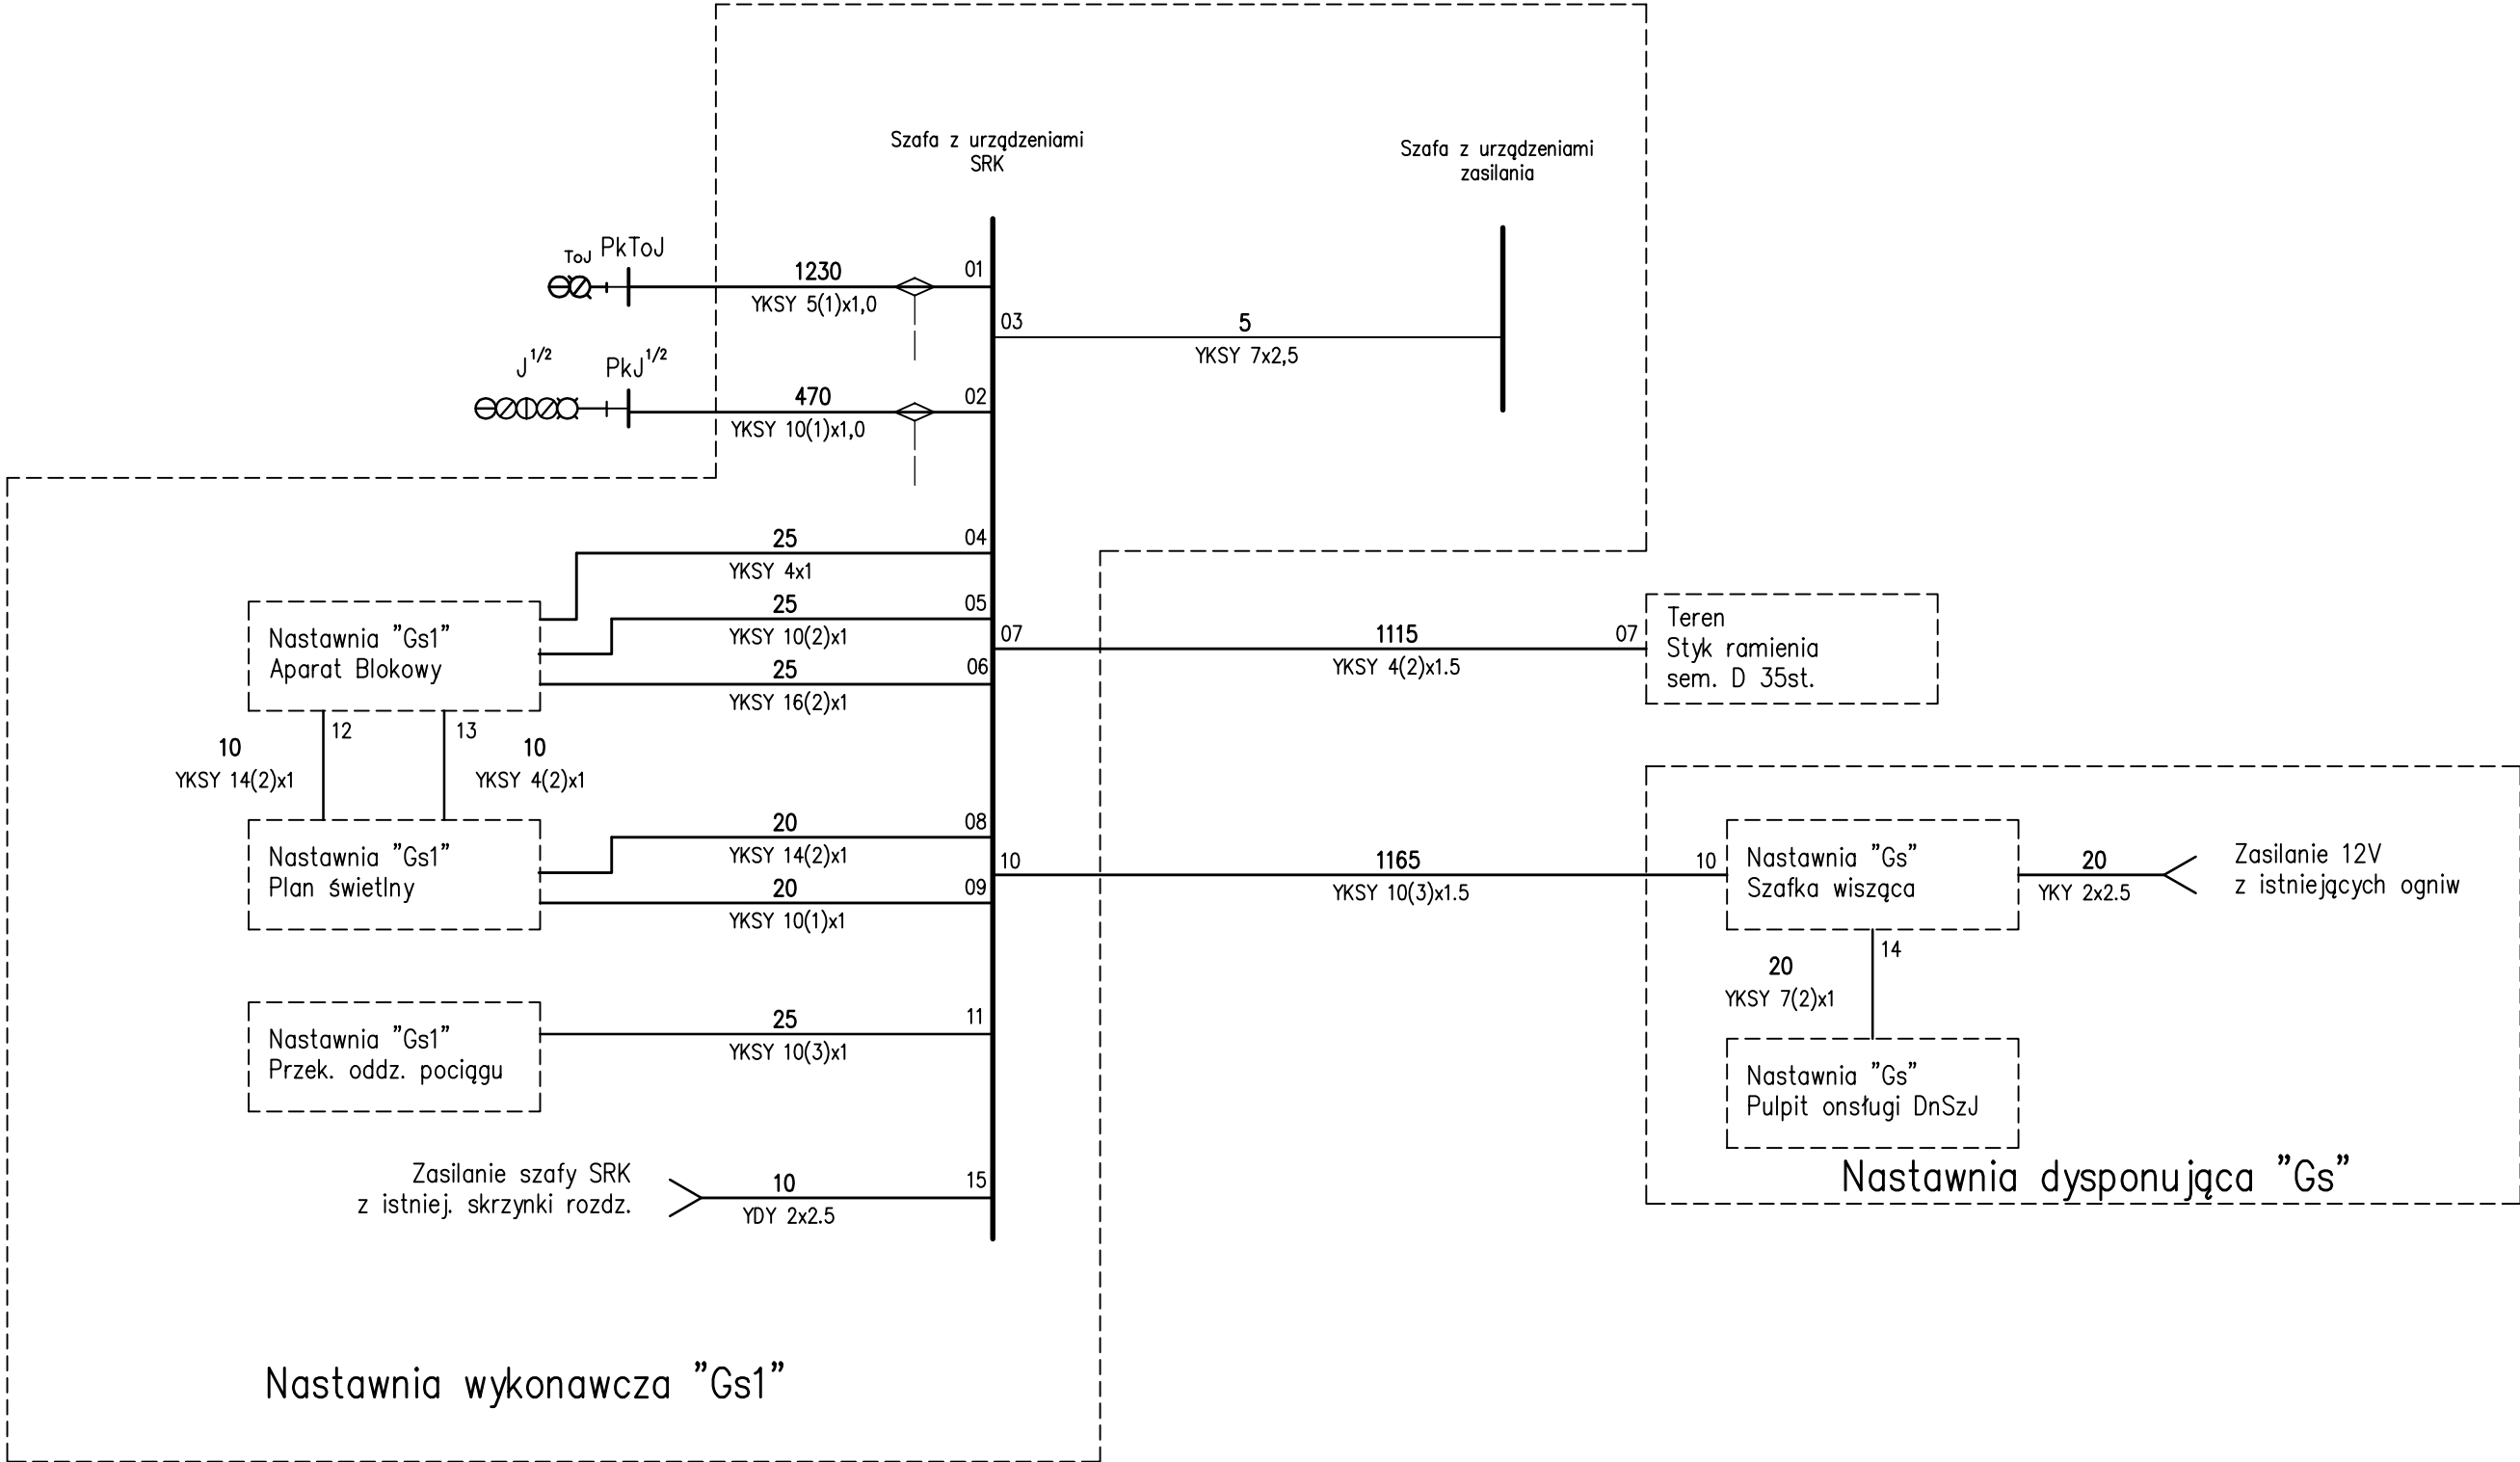 Szafa z urządzeniami
SRK
Szafa z urządzeniami
zasilania
ToJ PkToJ
1230
01
YKSY 5(1)x1,0
03
5
YKSY 7x2,5
J1/2
PkJ1/2
470
02
YKSY 10(1)x1,0
25
04
YKSY 4x1
25
05
YKSY 10(2)x1
25
06
YKSY 16(2)x1
Nastawnia "Gs1"
Aparat Blokowy
07
1115
07
YKSY 4(2)x1.5
Teren
Styk ramienia
sem. D 35st.
12
13
10
YKSY 14(2)x1
10
YKSY 4(2)x1
20
08
YKSY 14(2)x1
20
09
YKSY 10(1)x1
Nastawnia "Gs1"
Plan świetlny
10
1165
10
YKSY 10(3)x1.5
Nastawnia "Gs"
Szafka wisząca
20
YKY 2x2.5
Zasilanie 12V
z istniejących ogniw
14
20
YKSY 7(2)x1
Nastawnia "Gs1"
Przek. oddz. pociągu
25
11
YKSY 10(3)x1
Nastawnia "Gs"
Pulpit onsługi DnSzJ
Nastawnia dysponująca "Gs"
Zasilanie szafy SRK
z istniej. skrzynki rozdz.
10
15
YDY 2x2.5
Nastawnia wykonawcza "Gs1"